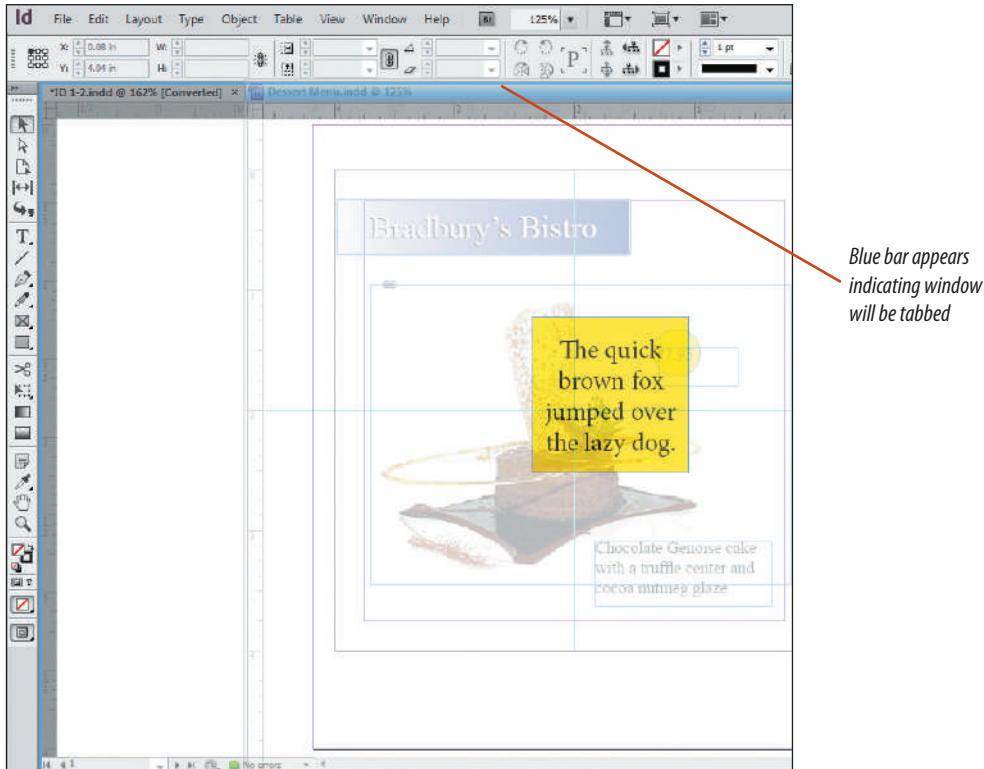 Id File Edit Layout Type Object Table View Window Help Br 125%
X: 0.08 in W: 1 pt
Y: 4.04 in H: P
*ID 1-2.indd @ 162% [Converted] × Dessert Menu.indd @ 125%
Bradbury's Bistro
The quick
brown fox
jumped over
the lazy dog.
Chocolate Genoise cake
with a truffle center and
cocoa nutmeg glaze
No errors
Blue bar appears
indicating window
will be tabbed